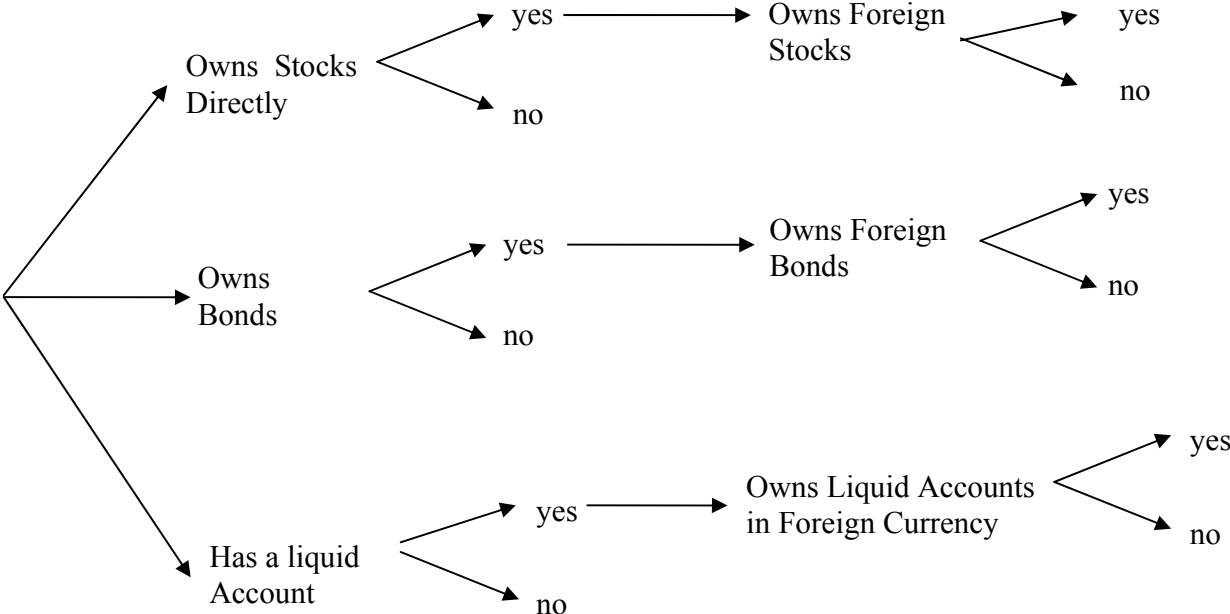 Owns Stocks
Directly
yes
no
Owns Foreign
Stocks
yes
no
Owns
Bonds
yes
no
Owns Foreign
Bonds
yes
no
Has a liquid
Account
yes
no
Owns Liquid Accounts
in Foreign Currency
yes
no